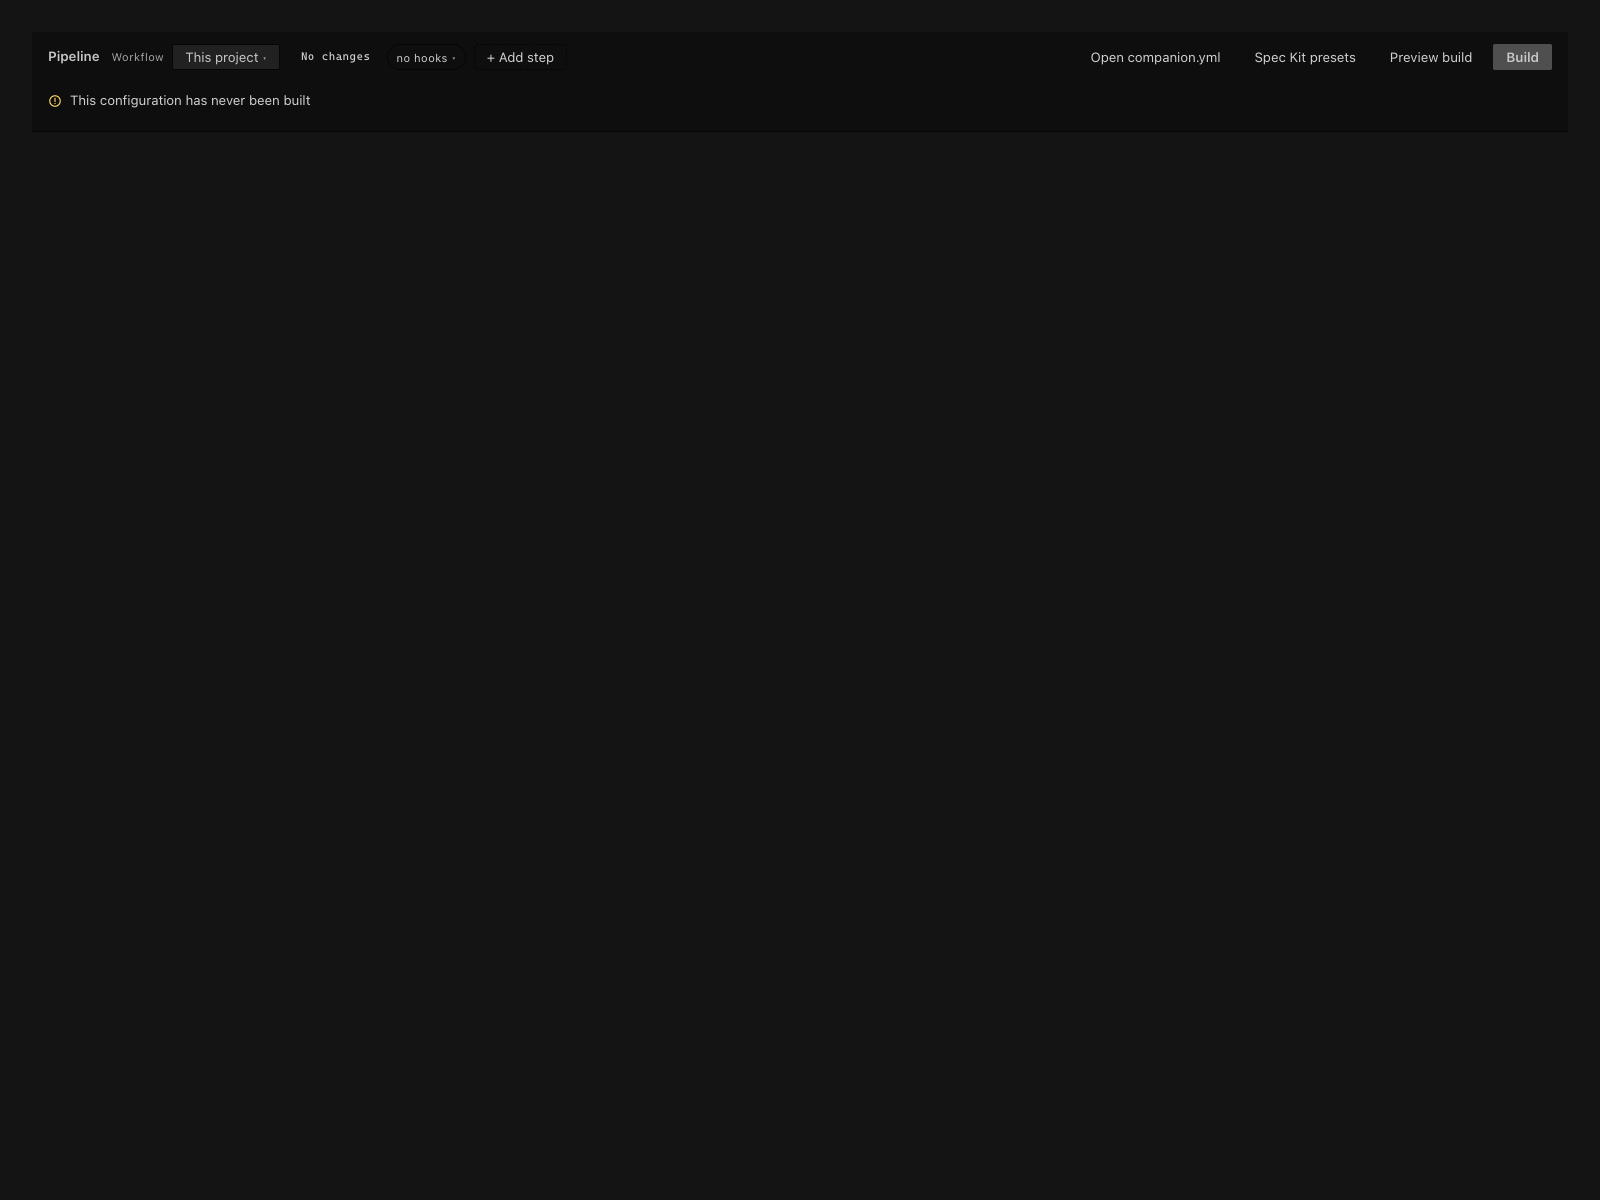 Pipeline Workflow This project No changes no hooks + Add step Open companion.yml Spec Kit presets Preview build Build
This configuration has never been built